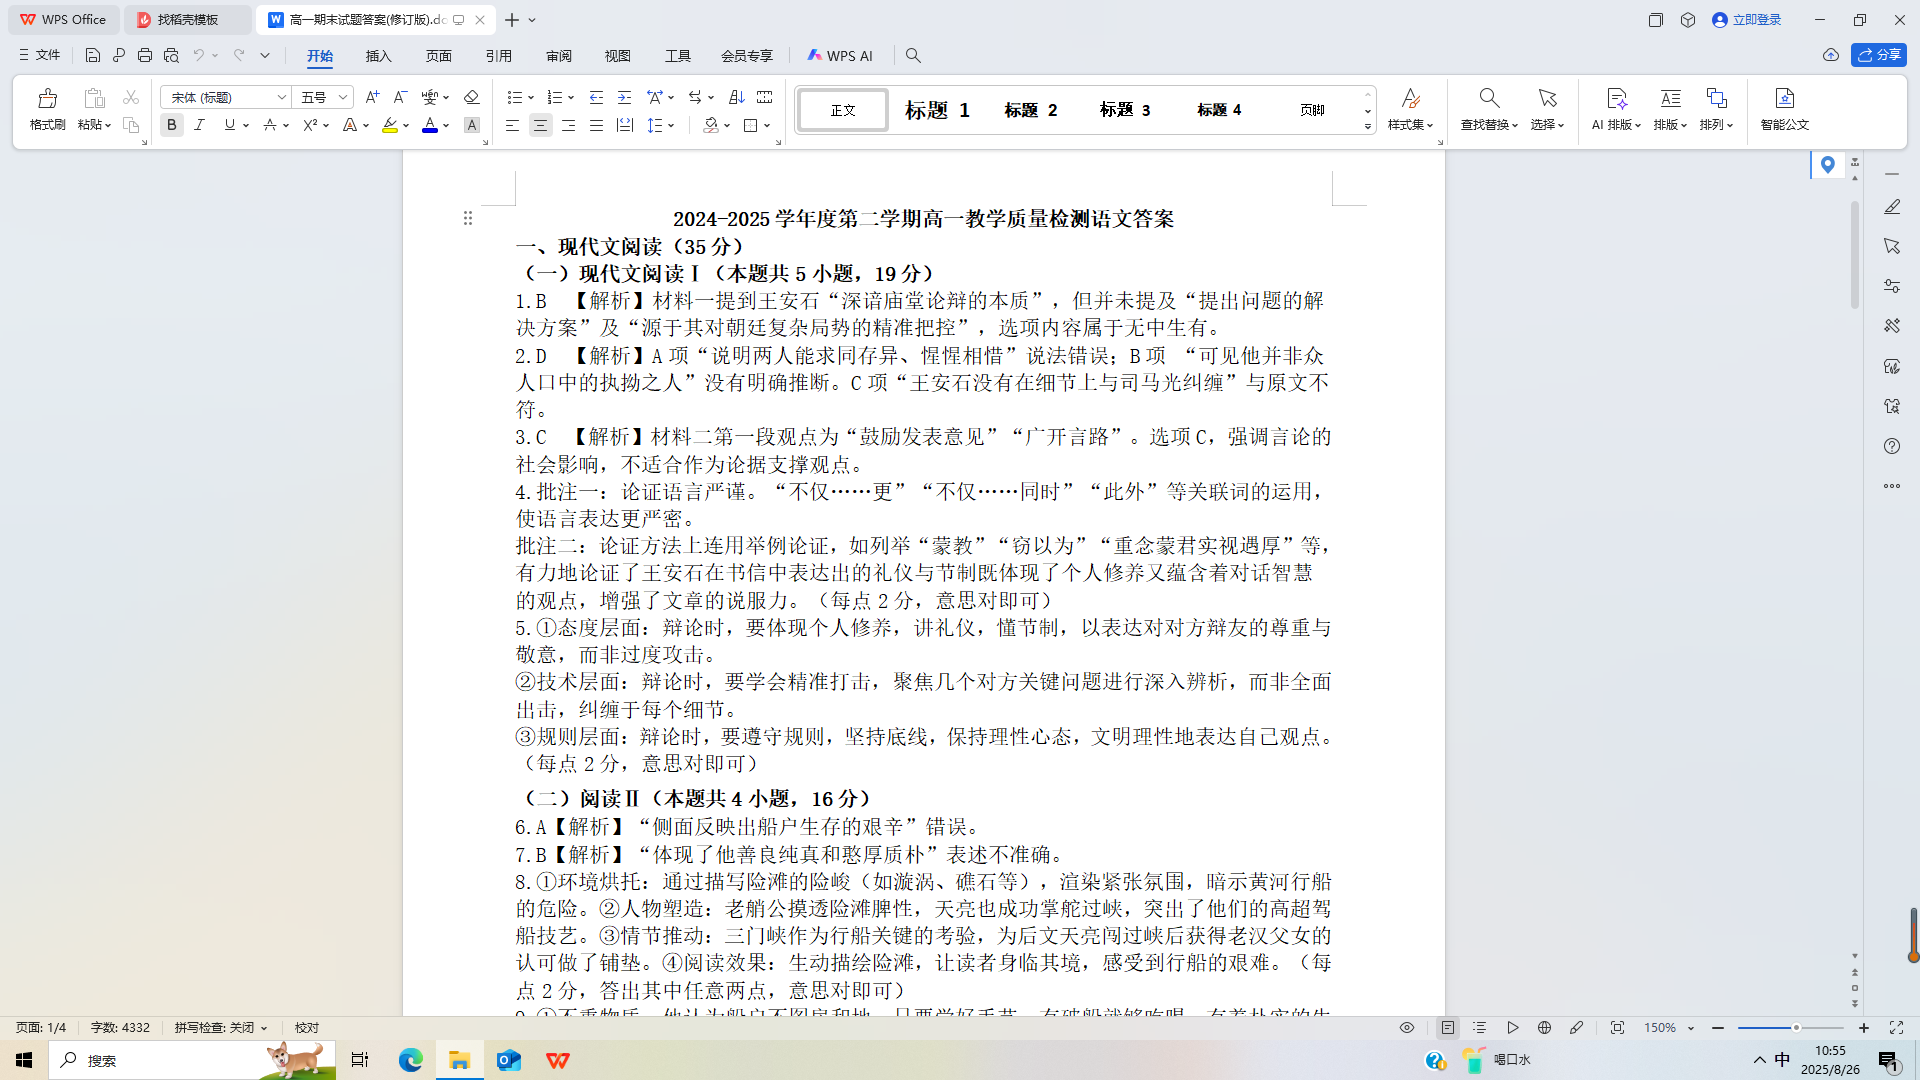 WPS Office
找稻壳模板
高一期末试题答案(修订版).dc
立即登录
文件
开始
插入
页面
引用
审阅
视图
工具
会员专享
WPS AI
分享
格式刷
粘贴
宋体 (标题)
五号
正文
标题 1
标题 2
标题 3
标题 4
页脚
样式集
查找替换
选择
AI 排版
排版
排列
智能公文
2024-2025 学年度第二学期高一教学质量检测语文答案
一、现代文阅读（35 分）
（一）现代文阅读Ⅰ（本题共 5 小题，19 分）
1.B 【解析】材料一提到王安石“深谙庙堂论辩的本质”，但并未提及“提出问题的解
决方案”及“源于其对朝廷复杂局势的精准把控”，选项内容属于无中生有。
2.D 【解析】A 项“说明两人能求同存异、惺惺相惜”说法错误；B 项 “可见他并非众
人口中的执拗之人”没有明确推断。C 项“王安石没有在细节上与司马光纠缠”与原文不
符。
3.C 【解析】材料二第一段观点为“鼓励发表意见”“广开言路”。选项 C，强调言论的
社会影响，不适合作为论据支撑观点。
4.批注一：论证语言严谨。“不仅……更”“不仅……同时”“此外”等关联词的运用，
使语言表达更严密。
批注二：论证方法上连用举例论证，如列举“蒙教”“窃以为”“重念蒙君实视遇厚”等，
有力地论证了王安石在书信中表达出的礼仪与节制既体现了个人修养又蕴含着对话智慧
的观点，增强了文章的说服力。（每点 2 分，意思对即可）
5.①态度层面：辩论时，要体现个人修养，讲礼仪，懂节制，以表达对对方辩友的尊重与
敬意，而非过度攻击。
②技术层面：辩论时，要学会精准打击，聚焦几个对方关键问题进行深入辨析，而非全面
出击，纠缠于每个细节。
③规则层面：辩论时，要遵守规则，坚持底线，保持理性心态，文明理性地表达自己观点。
（每点 2 分，意思对即可）
（二）阅读Ⅱ（本题共 4 小题，16 分）
6.A【解析】“侧面反映出船户生存的艰辛”错误。
7.B【解析】“体现了他善良纯真和憨厚质朴”表述不准确。
8.①环境烘托：通过描写险滩的险峻（如漩涡、礁石等），渲染紧张氛围，暗示黄河行船
的危险。②人物塑造：老艄公摸透险滩脾性，天亮也成功掌舵过峡，突出了他们的高超驾
船技艺。③情节推动：三门峡作为行船关键的考验，为后文天亮闯过峡后获得老汉父女的
认可做了铺垫。④阅读效果：生动描绘险滩，让读者身临其境，感受到行船的艰难。（每
点 2 分，答出其中任意两点，意思对即可）
页面: 1/4
字数: 4332
拼写检查: 关闭
校对
150%
搜索
喝口水
中
10:55
2025/8/26
1